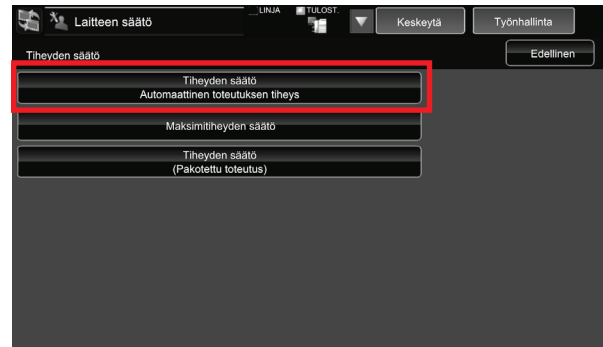 Laitteen säätö
LINJA
TULOST.
Keskeytä
Työnhallinta
Tiheyden säätö
Edellinen
Tiheyden säätö
Automaattinen toteutuksen tiheys
Maksimitiheyden säätö
Tiheyden säätö
(Pakotettu toteutus)